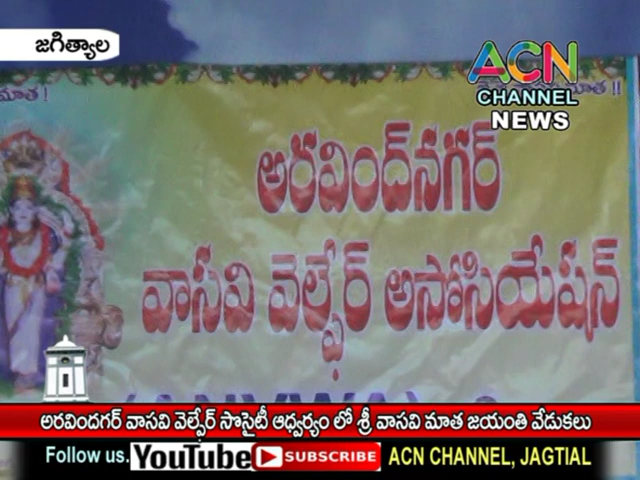 జగిత్యాల
ACN
CHANNEL
NEWS
మాత !
మాత !!
అరవింద్‌నగర్
వాసవి వెల్ఫేర్ అసోసియేషన్
అరవిందగర్ వాసవి వెల్ఫేర్ సొసైటీ ఆధ్వర్యం లో శ్రీ వాసవి మాత జయంతి వేడుకలు
Follow us. YouTube SUBSCRIBE ACN CHANNEL, JAGTIAL